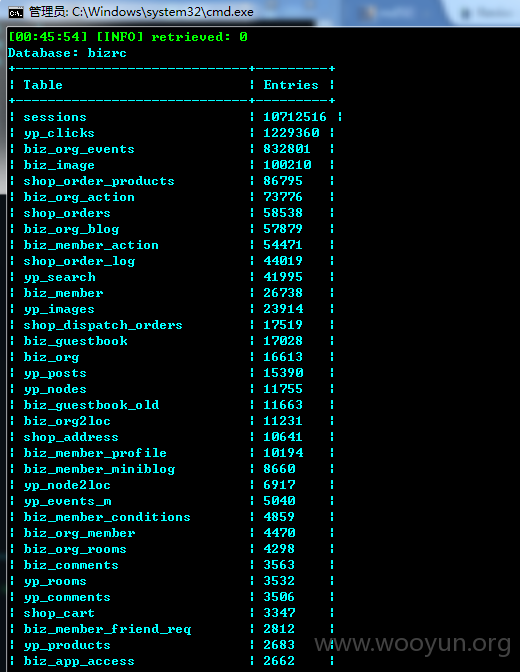 管理员: C:\Windows\system32\cmd.exe
[00:45:54] [INFO] retrieved: 0
Database: bizrc
+------------------------------+----------+
| Table                        | Entries  |
+------------------------------+----------+
| sessions                     | 10712516 |
| yp_clicks                    | 1229360  |
| biz_org_events               | 832801   |
| biz_image                    | 100210   |
| shop_order_products          | 86795    |
| biz_org_action               | 73776    |
| shop_orders                  | 58538    |
| biz_org_blog                 | 57879    |
| biz_member_action            | 54471    |
| shop_order_log               | 44019    |
| yp_search                    | 41995    |
| biz_member                   | 26738    |
| yp_images                    | 23914    |
| shop_dispatch_orders         | 17519    |
| biz_guestbook                | 17028    |
| biz_org                      | 16613    |
| yp_posts                     | 15390    |
| yp_nodes                     | 11755    |
| biz_guestbook_old            | 11663    |
| biz_org2loc                  | 11231    |
| shop_address                 | 10641    |
| biz_member_profile           | 10194    |
| biz_member_miniblog          | 8660     |
| yp_node2loc                  | 6917     |
| yp_events_m                  | 5040     |
| biz_member_conditions        | 4859     |
| biz_org_member               | 4470     |
| biz_org_rooms                | 4298     |
| biz_comments                 | 3563     |
| yp_rooms                     | 3532     |
| yp_comments                  | 3506     |
| shop_cart                    | 3347     |
| biz_member_friend_req        | 2812     |
| yp_products                  | 2683     |
| biz_app_access               | 2662     |
www.wooyun.org